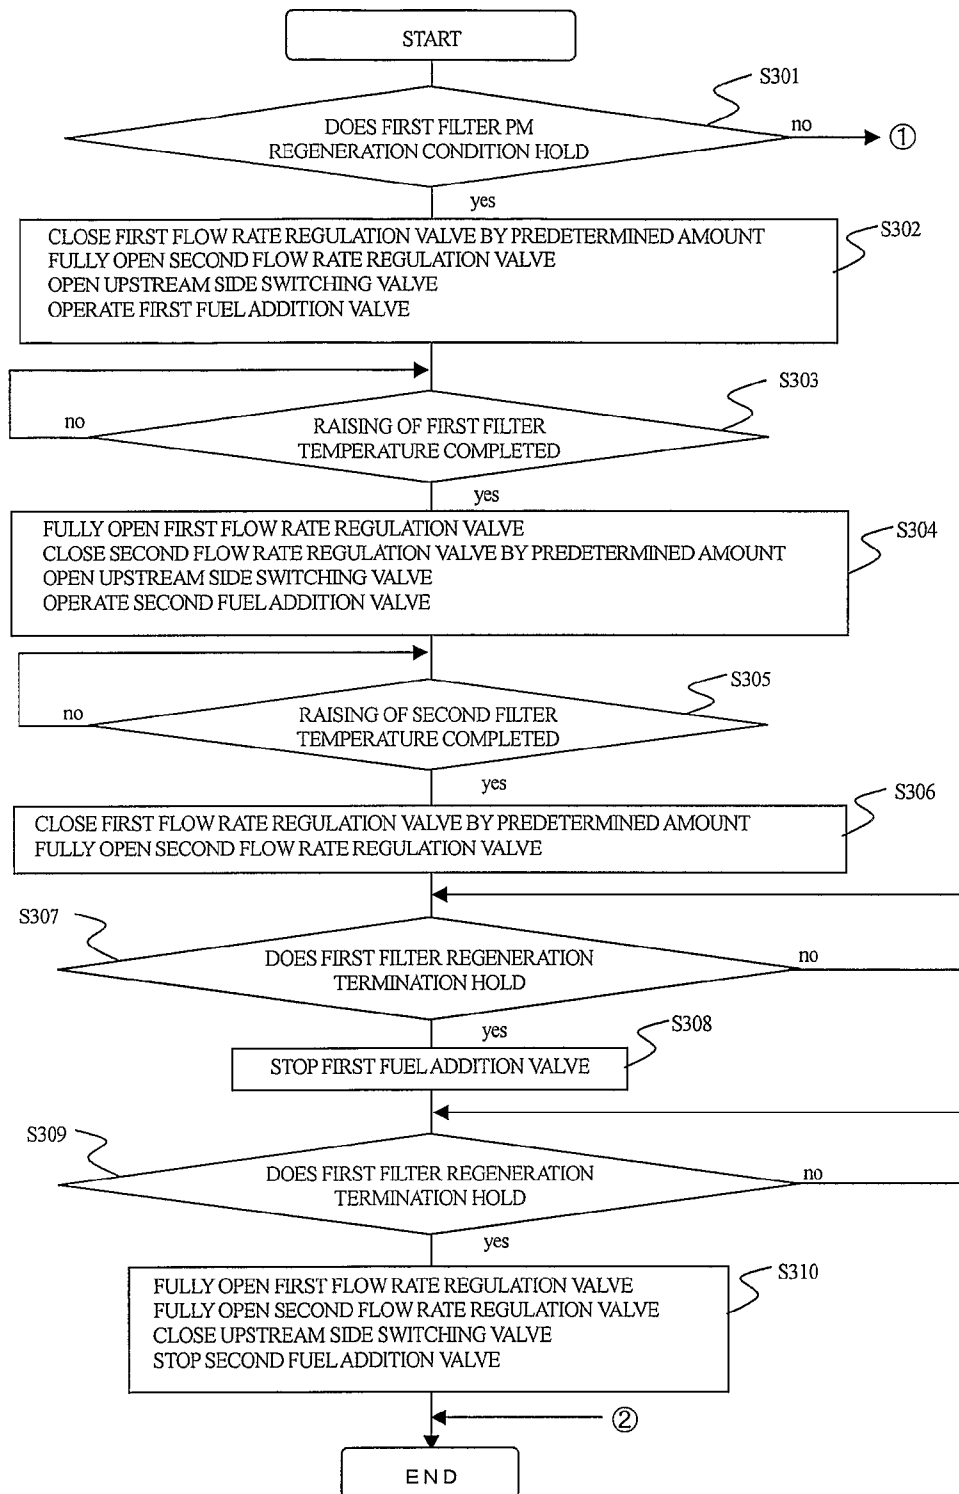 START
S301
DOES FIRST FILTER PM
REGENERATION CONDITION HOLD
no
①
yes
S302
CLOSE FIRST FLOW RATE REGULATION VALVE BY PREDETERMINED AMOUNT
FULLY OPEN SECOND FLOW RATE REGULATION VALVE
OPEN UPSTREAM SIDE SWITCHING VALVE
OPERATE FIRST FUEL ADDITION VALVE
S303
no
RAISING OF FIRST FILTER
TEMPERATURE COMPLETED
yes
S304
FULLY OPEN FIRST FLOW RATE REGULATION VALVE
CLOSE SECOND FLOW RATE REGULATION VALVE BY PREDETERMINED AMOUNT
OPEN UPSTREAM SIDE SWITCHING VALVE
OPERATE SECOND FUEL ADDITION VALVE
S305
no
RAISING OF SECOND FILTER
TEMPERATURE COMPLETED
yes
S306
CLOSE FIRST FLOW RATE REGULATION VALVE BY PREDETERMINED AMOUNT
FULLY OPEN SECOND FLOW RATE REGULATION VALVE
S307
DOES FIRST FILTER REGENERATION
TERMINATION HOLD
no
yes
S308
STOP FIRST FUEL ADDITION VALVE
S309
DOES FIRST FILTER REGENERATION
TERMINATION HOLD
no
yes
S310
FULLY OPEN FIRST FLOW RATE REGULATION VALVE
FULLY OPEN SECOND FLOW RATE REGULATION VALVE
CLOSE UPSTREAM SIDE SWITCHING VALVE
STOP SECOND FUEL ADDITION VALVE
②
END